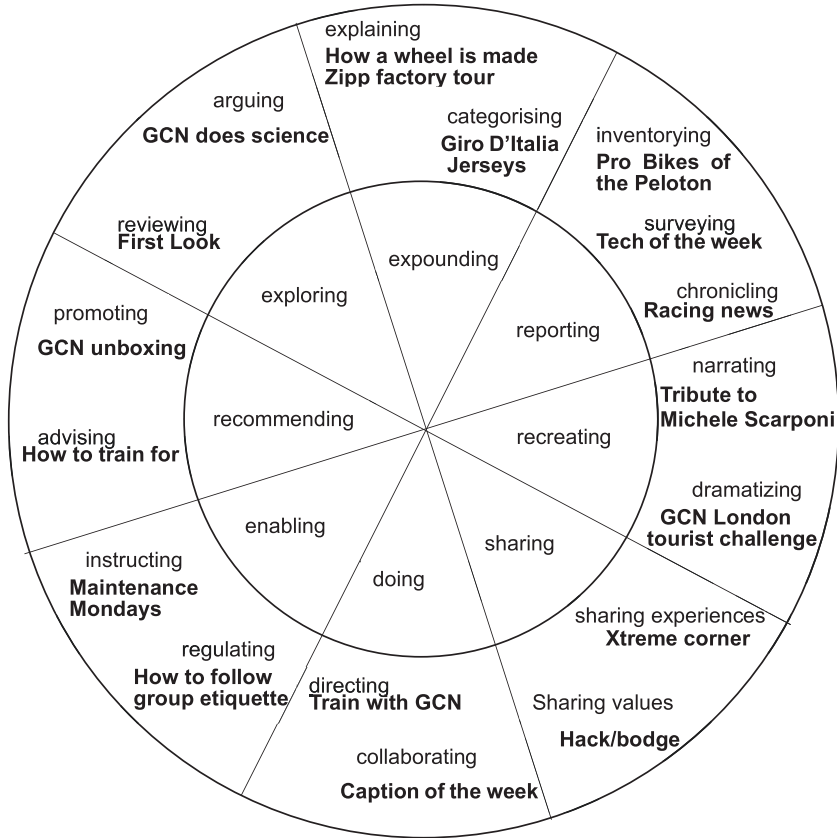 explaining
How a wheel is made
Zipp factory tour
categorising
Giro D'Italia
Jerseys
inventorying
Pro Bikes of
the Peloton
surveying
Tech of the week
chronicling
Racing news
narrating
Tribute to
Michele Scarponi
dramatizing
GCN London
tourist challenge
sharing experiences
Xtreme corner
Sharing values
Hack/bodge
directing
Train with GCN
collaborating
Caption of the week
regulating
How to follow
group etiquette
instructing
Maintenance
Mondays
advising
How to train for
promoting
GCN unboxing
reviewing
First Look
arguing
GCN does science
expounding
reporting
recreating
sharing
doing
enabling
recommending
exploring